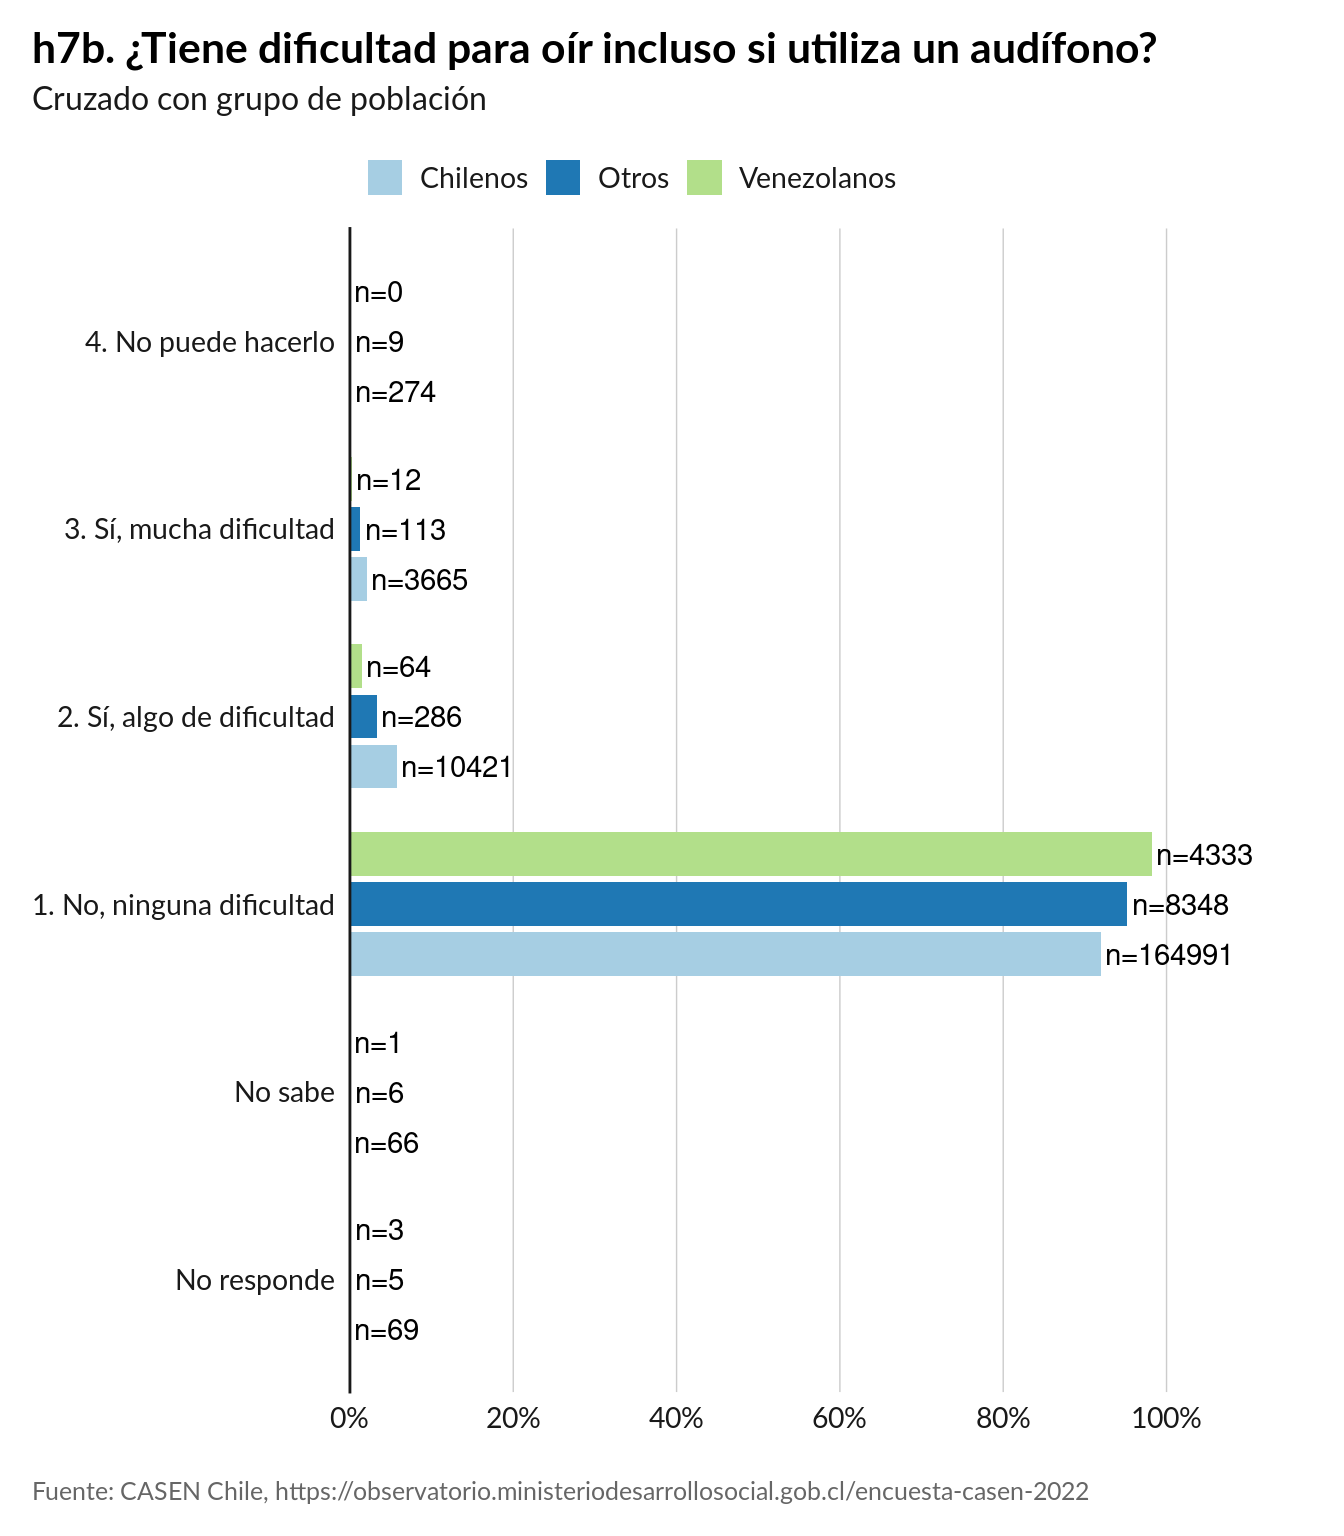 h7b. ¿Tiene dificultad para oír incluso si utiliza un audífono?
Cruzado con grupo de población
Chilenos Otros Venezolanos
n=0
4. No puede hacerlo n=9
n=274
n=12
3. Sí, mucha dificultad n=113
n=3665
n=64
2. Sí, algo de dificultad n=286
n=10421
n=4333
1. No, ninguna dificultad n=8348
n=164991
n=1
No sabe n=6
n=66
n=3
No responde n=5
n=69
0% 20% 40% 60% 80% 100%
Fuente: CASEN Chile, https://observatorio.ministeriodesarrollosocial.gob.cl/encuesta-casen-2022